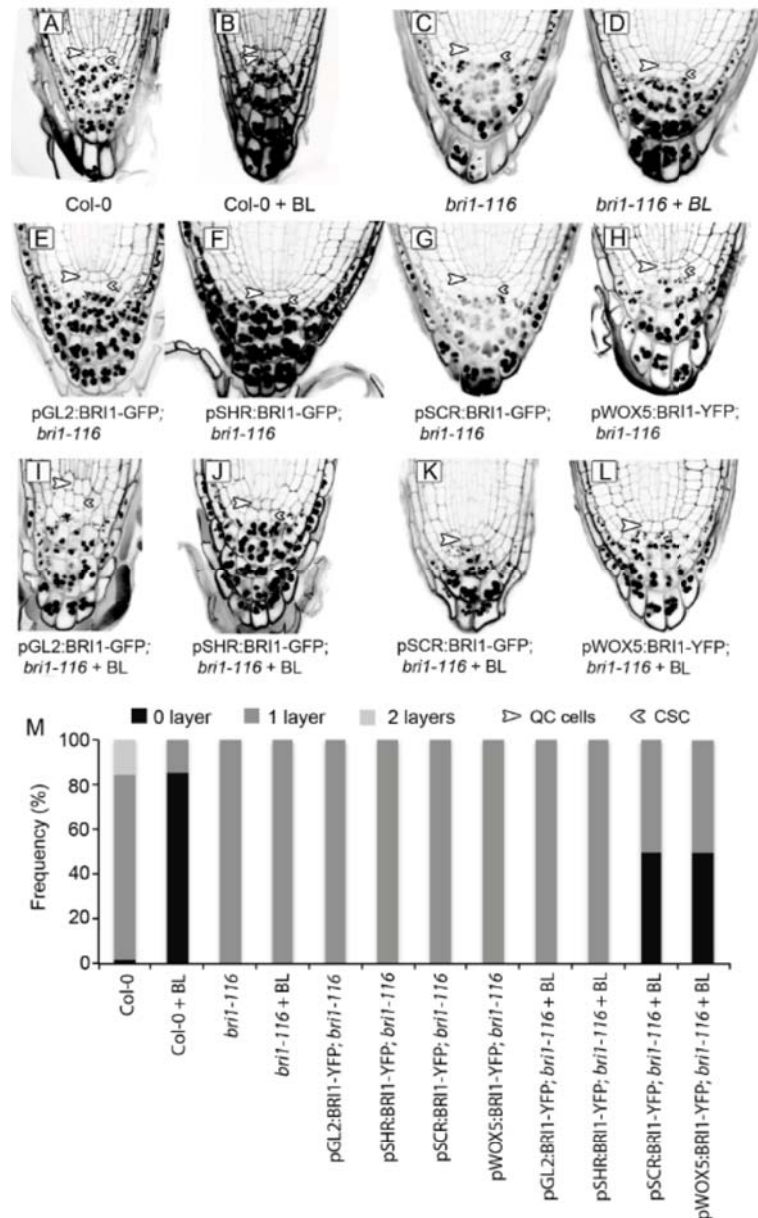 A
B
C
D
Col-0
Col-0 + BL
bri1-116
bri1-116 + BL
E
F
G
H
pGL2:BRI1-GFP;
bri1-116
pSHR:BRI1-GFP;
bri1-116
pSCR:BRI1-GFP;
bri1-116
pWOX5:BRI1-YFP;
bri1-116
I
J
K
L
pGL2:BRI1-GFP;
bri1-116 + BL
pSHR:BRI1-GFP;
bri1-116 + BL
pSCR:BRI1-GFP;
bri1-116 + BL
pWOX5:BRI1-YFP;
bri1-116 + BL
M
0 layer
1 layer
2 layers
QC cells
CSC
Frequency (%)
100
80
60
40
20
0
Col-0
Col-0 + BL
bri1-116
bri1-116 + BL
pGL2:BRI1-YFP; bri1-116
pSHR:BRI1-YFP; bri1-116
pSCR:BRI1-YFP; bri1-116
pWOX5:BRI1-YFP; bri1-116
pGL2:BRI1-YFP; bri1-116 + BL
pSHR:BRI1-YFP; bri1-116 + BL
pSCR:BRI1-YFP; bri1-116 + BL
pWOX5:BRI1-YFP; bri1-116 + BL